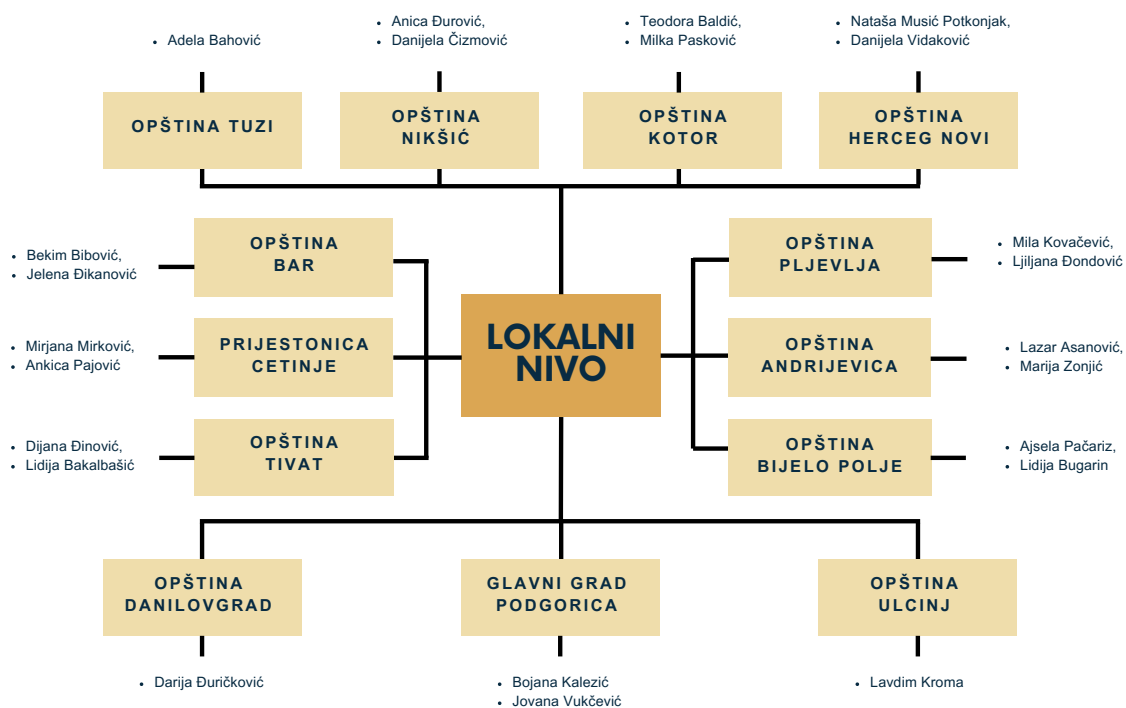 Adela Bahović
Anica Đurović,
Danijela Čizmović
Teodora Baldić,
Milka Pasković
Nataša Musić Potkonjak,
Danijela Vidaković
OPŠTINA TUZI
OPŠTINA
NIKŠIĆ
OPŠTINA
KOTOR
OPŠTINA
HERCEG NOVI
Bekim Bibović,
Jelena Đikanović
OPŠTINA
BAR
OPŠTINA
PLJEVLJA
Mila Kovačević,
Ljiljana Đondović
Mirjana Mirković,
Ankica Pajović
PRIJESTONICA
CETINJE
LOKALNI
NIVO
OPŠTINA
ANDRIJEVICA
Lazar Asanović,
Marija Zonjić
Dijana Đinović,
Lidija Bakalbašić
OPŠTINA
TIVAT
OPŠTINA
BIJELO POLJE
Ajsela Pačariz,
Lidija Bugarin
OPŠTINA
DANILOVGRAD
GLAVNI GRAD
PODGORICA
OPŠTINA
ULCINJ
Darija Đuričković
Bojana Kalezić
Jovana Vukčević
Lavdim Kroma